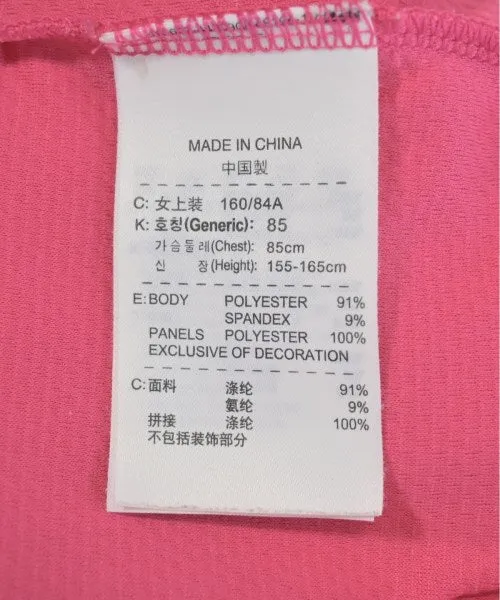 MADE IN CHINA
中国製
C: 女上装 160/84A
K: 호칭(Generic): 85
가슴둘레(Chest): 85cm
신 장(Height): 155-165cm
E: BODY POLYESTER 91%
SPANDEX 9%
PANELS POLYESTER 100%
EXCLUSIVE OF DECORATION
C: 面料 涤纶 91%
氨纶 9%
拼接 涤纶 100%
不包括装饰部分